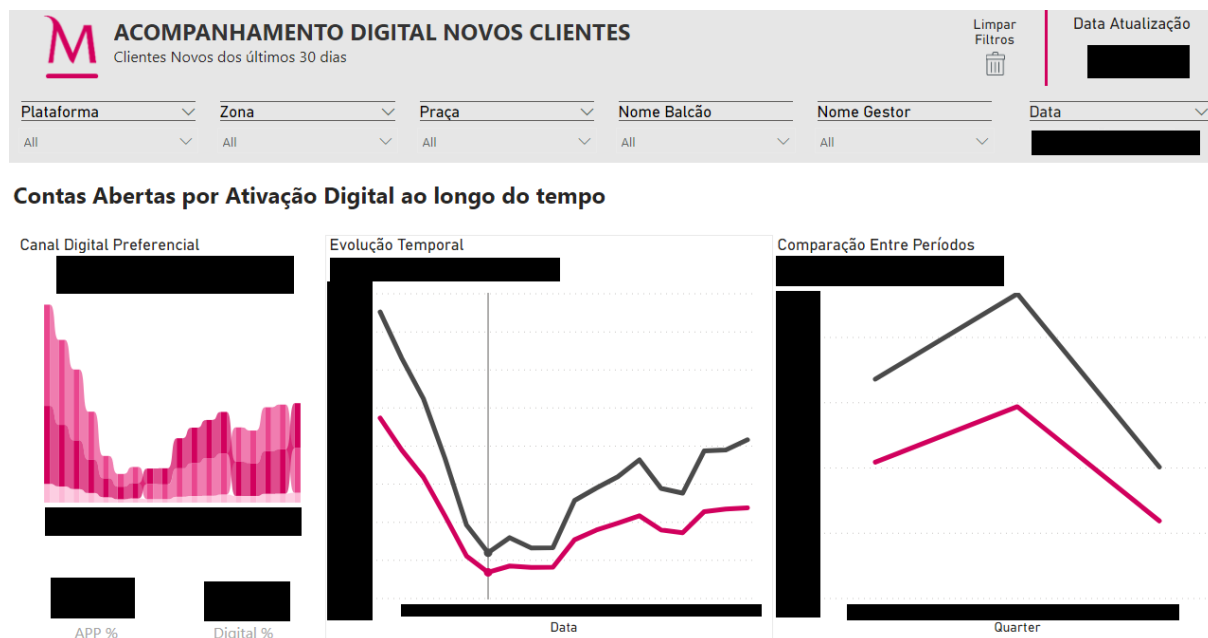 M
ACOMPANHAMENTO DIGITAL NOVOS CLIENTES
Clientes Novos dos últimos 30 dias
Limpar
Filtros
Data Atualização
Plataforma
Zona
Praça
Nome Balcão
Nome Gestor
Data
All
All
All
All
All
Contas Abertas por Ativação Digital ao longo do tempo
Canal Digital Preferencial
Evolução Temporal
Comparação Entre Períodos
APP %
Digital %
Data
Quarter